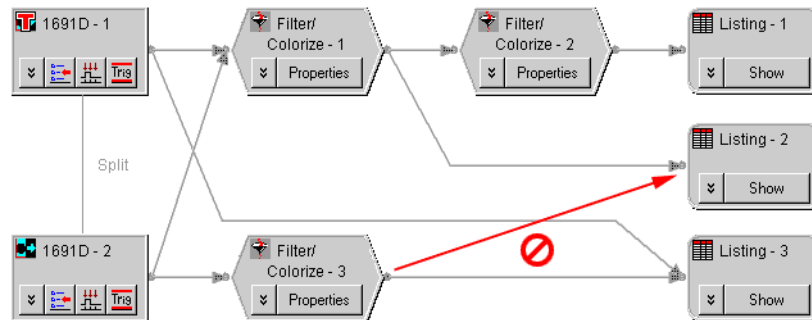 1691D - 1
Trig
Filter/
Colorize - 1
Properties
Filter/
Colorize - 2
Properties
Listing - 1
Show
Split
Listing - 2
Show
1691D - 2
Trig
Filter/
Colorize - 3
Properties
Listing - 3
Show